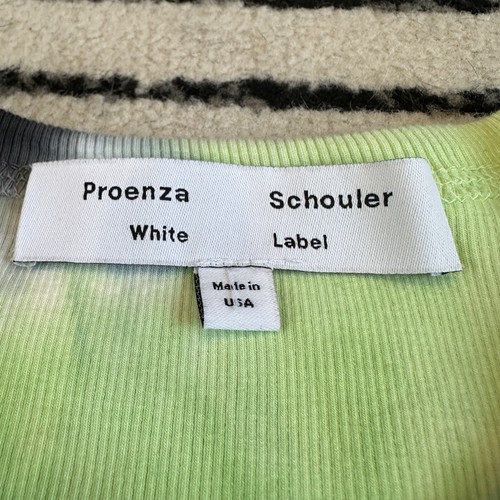 Proenza Schouler
White Label
Made in
USA